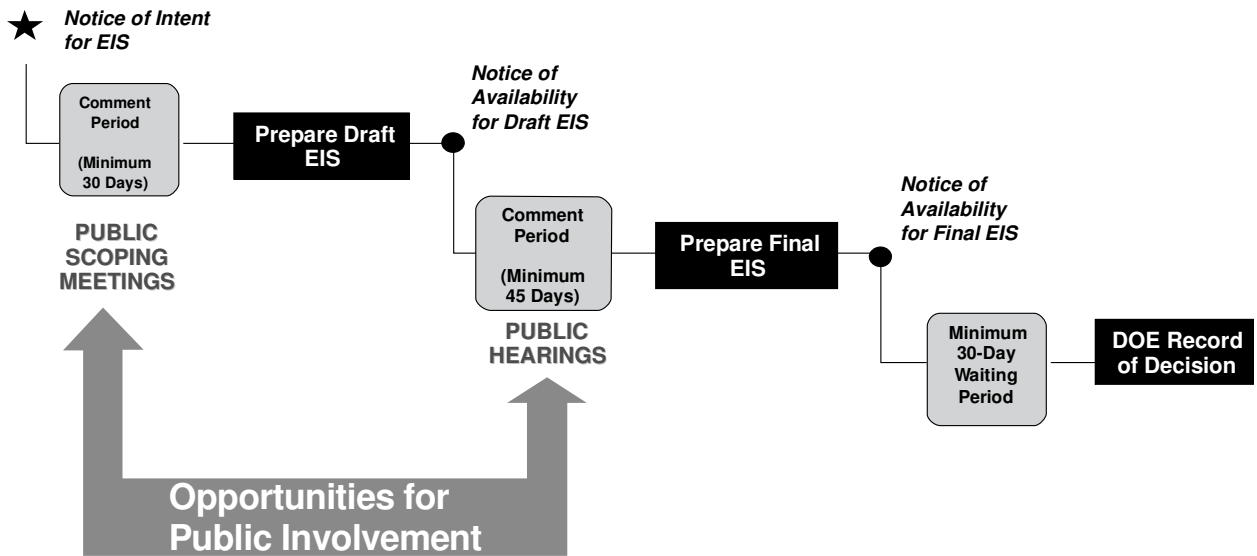 Notice of Intent
for EIS
Comment
Period
(Minimum
30 Days)
PUBLIC
SCOPING
MEETINGS
Prepare Draft
EIS
Notice of
Availability
for Draft EIS
Comment
Period
(Minimum
45 Days)
PUBLIC
HEARINGS
Prepare Final
EIS
Notice of
Availability
for Final EIS
Minimum
30-Day
Waiting
Period
DOE Record
of Decision
Opportunities for
Public Involvement